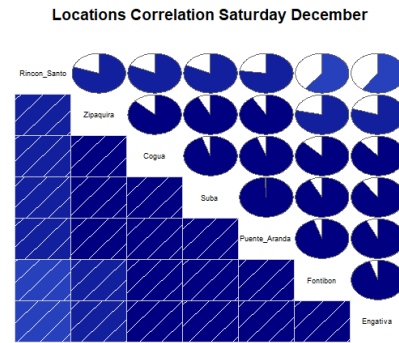 Locations Correlation Saturday December
Rincon_Santo
Zipaquira
Cogua
Suba
Puente_Aranda
Fontibon
Engativa